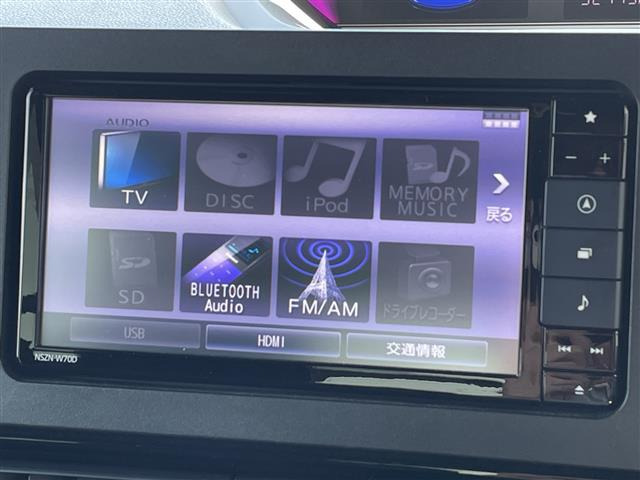 AUDIO
TV
DISC
iPod
MEMORY
MUSIC
戻る
SD
BLUETOOTH
Audio
FM/AM
ドライブレコーダー
USB
HDMI
交通情報
NSZN-W70D